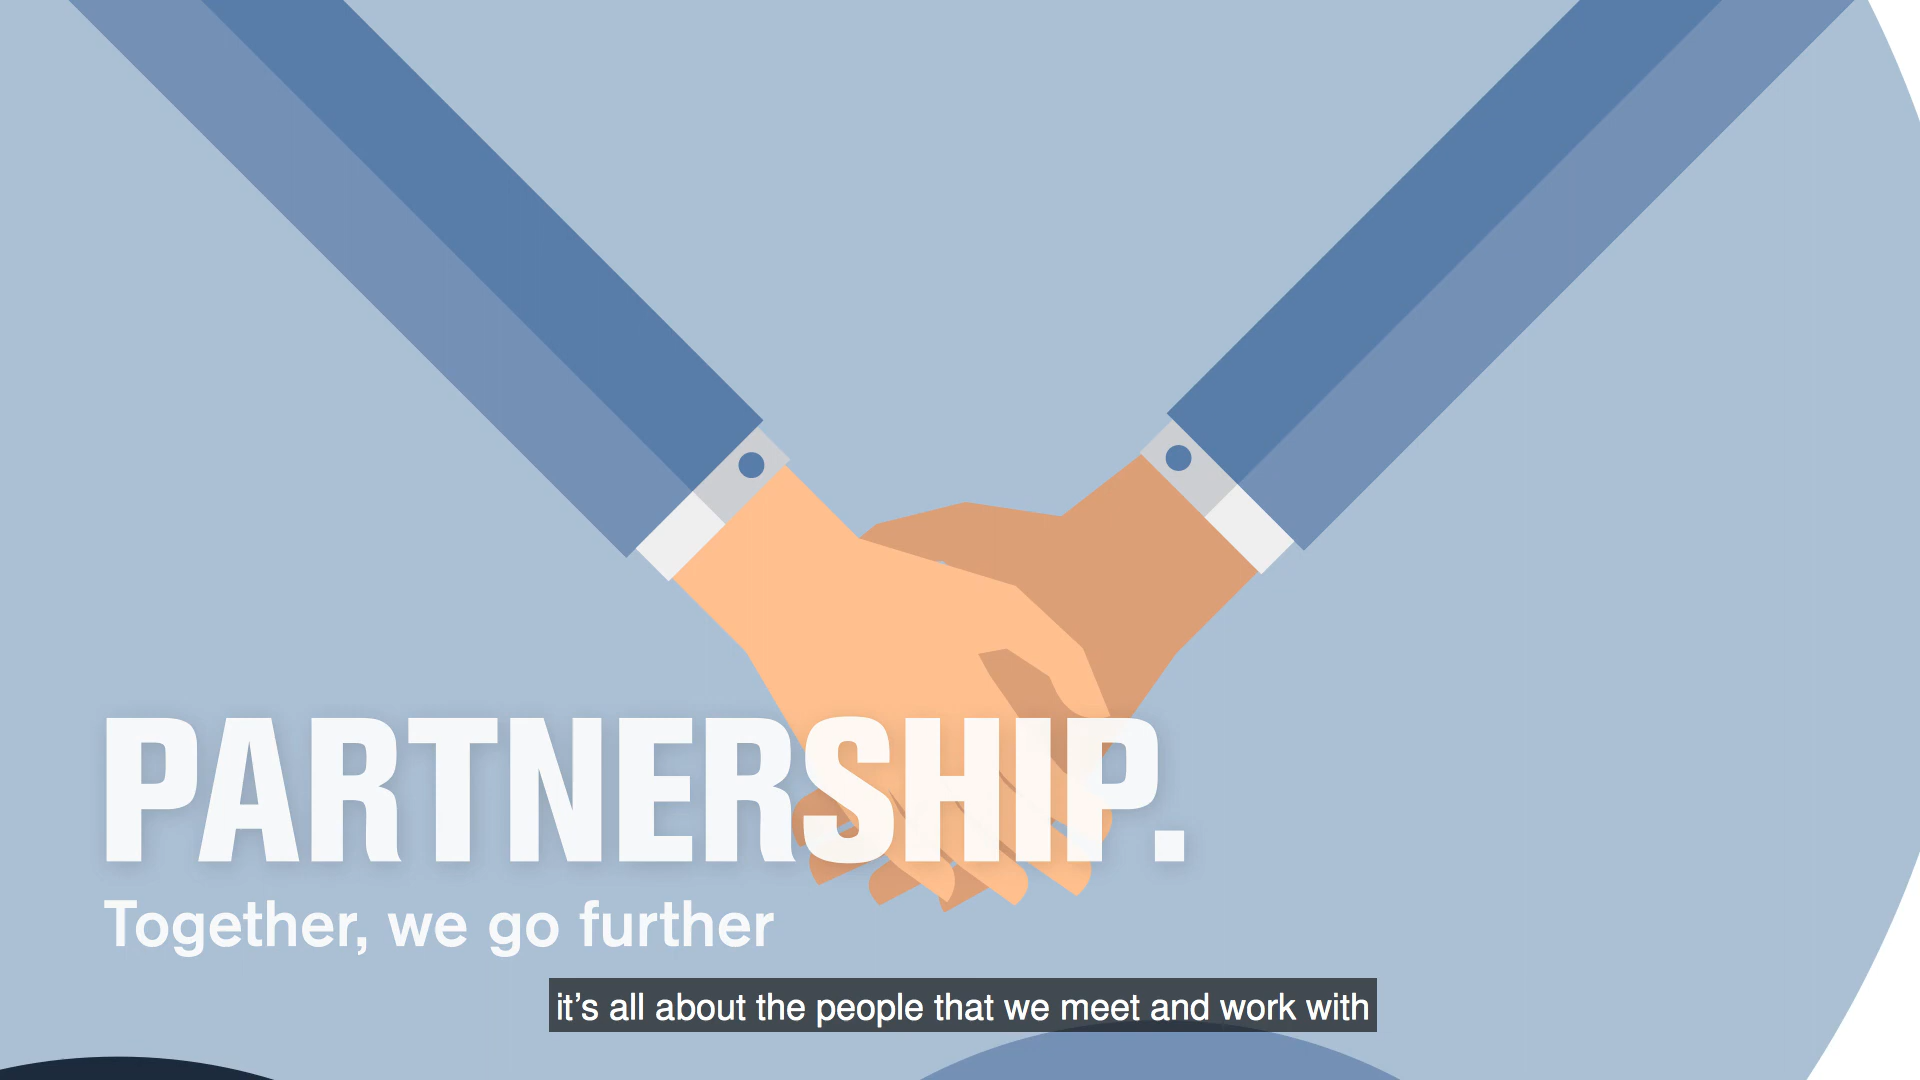 PARTNERSHIP.
Together, we go further
it’s all about the people that we meet and work with